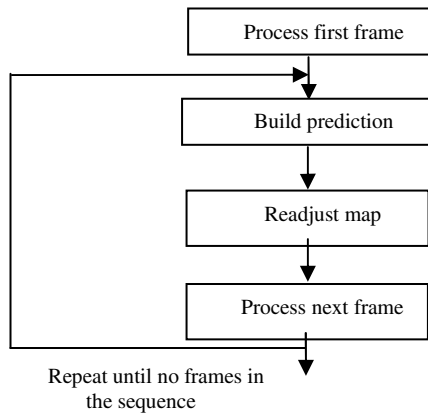 Process first frame
Build prediction
Readjust map
Process next frame
Repeat until no frames in
the sequence